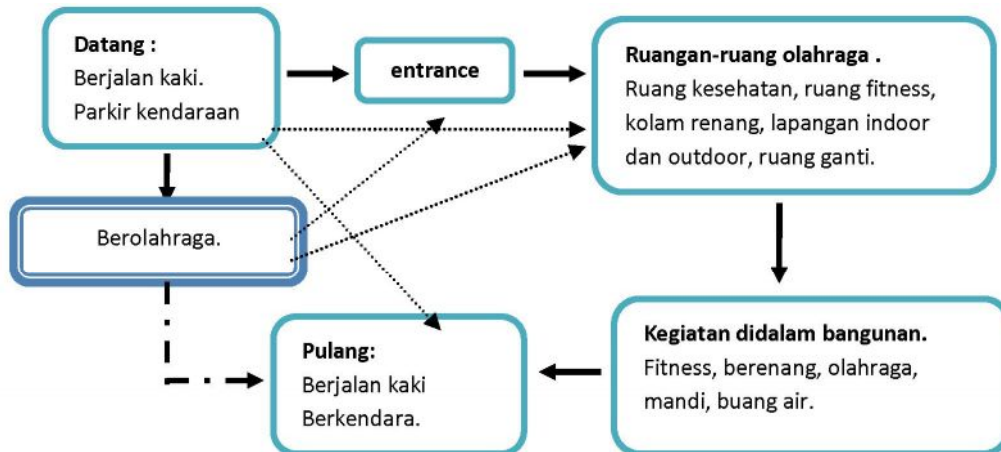 Datang :
Berjalan kaki.
Parkir kendaraan
entrance
Ruangan-ruang olahraga .
Ruang kesehatan, ruang fitness,
kolam renang, lapangan indoor
dan outdoor, ruang ganti.
Berolahraga.
Pulang:
Berjalan kaki
Berkendara.
Kegiatan didalam bangunan.
Fitness, berenang, olahraga,
mandi, buang air.